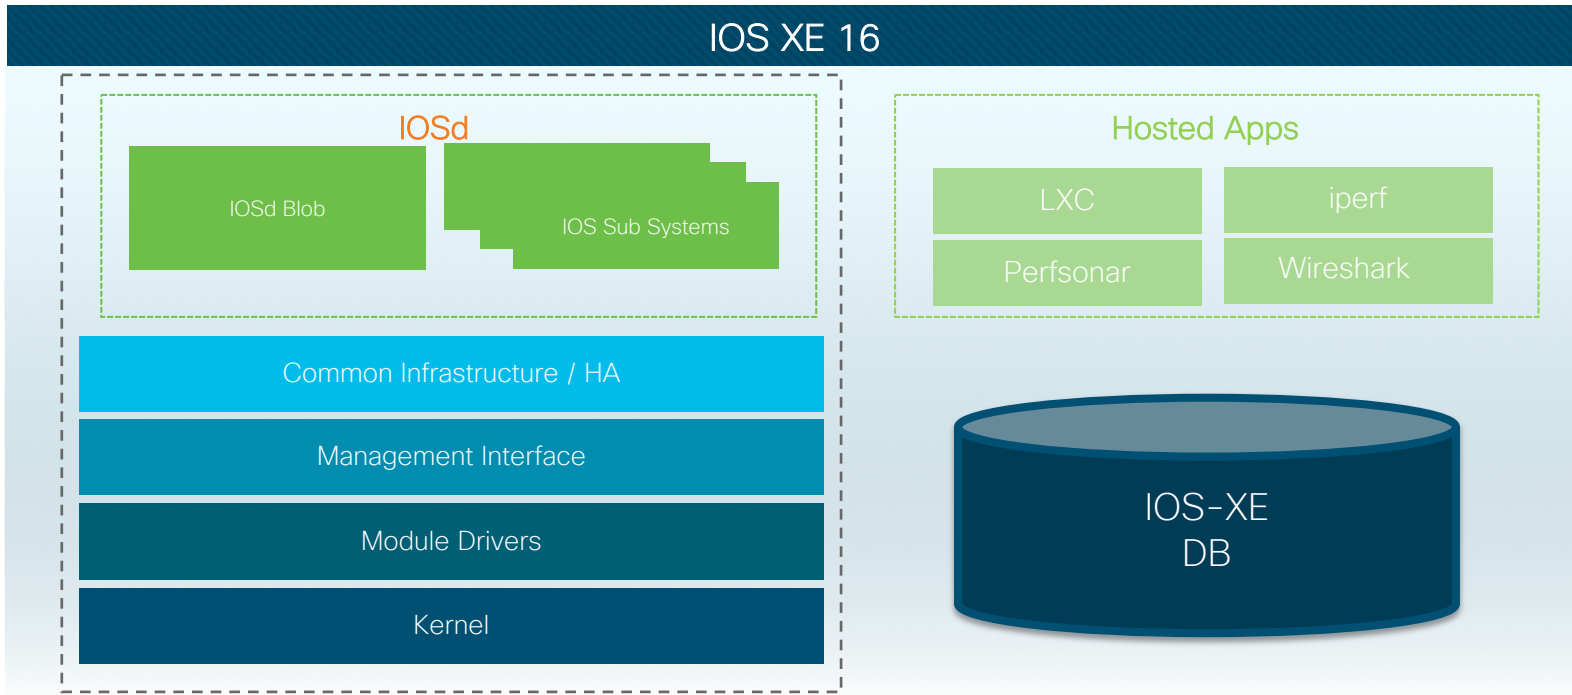 IOS XE 16
IOSd
IOSd Blob
IOS Sub Systems
Common Infrastructure / HA
Management Interface
Module Drivers
Kernel
Hosted Apps
LXC
iperf
Perfsonar
Wireshark
IOS-XE
DB